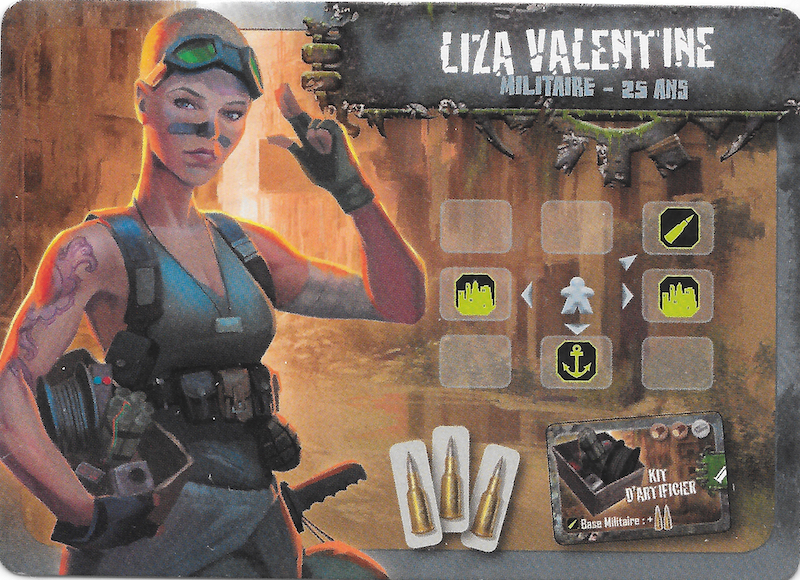 LIZA VALENTINE
MILITAIRE - 25 ANS
KIT
D'ARTIFICIER
Base Militaire : +